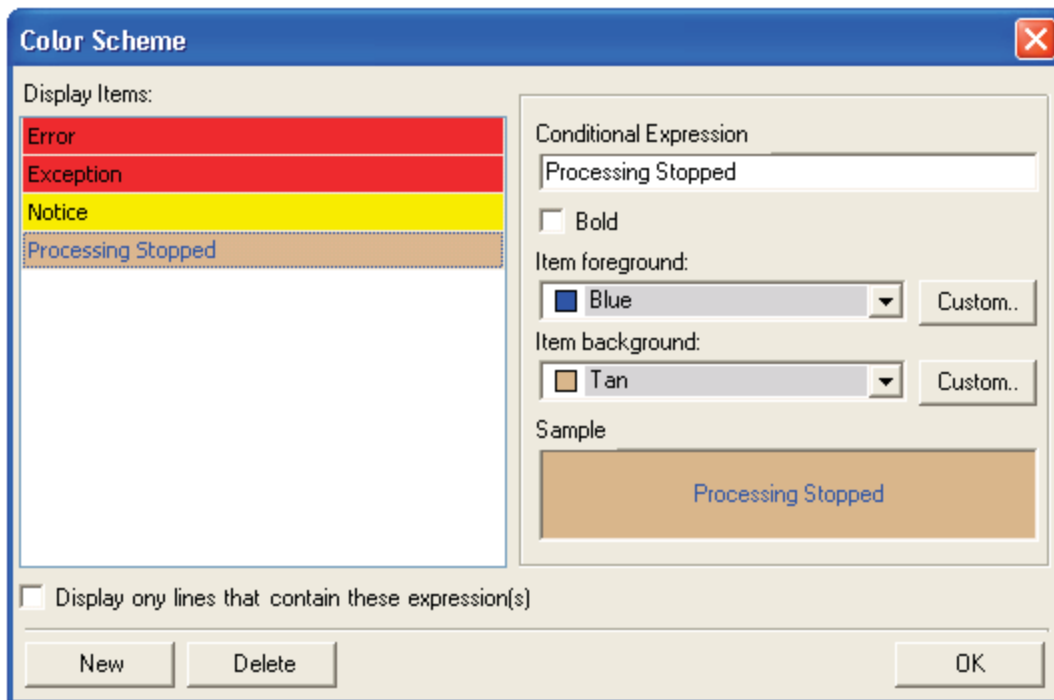 Color Scheme
Display Items:
Error
Exception
Notice
Processing Stopped
Conditional Expression
Processing Stopped
Bold
Item foreground:
Blue
Custom..
Item background:
Tan
Custom..
Sample
Processing Stopped
Display ony lines that contain these expression(s)
New
Delete
OK